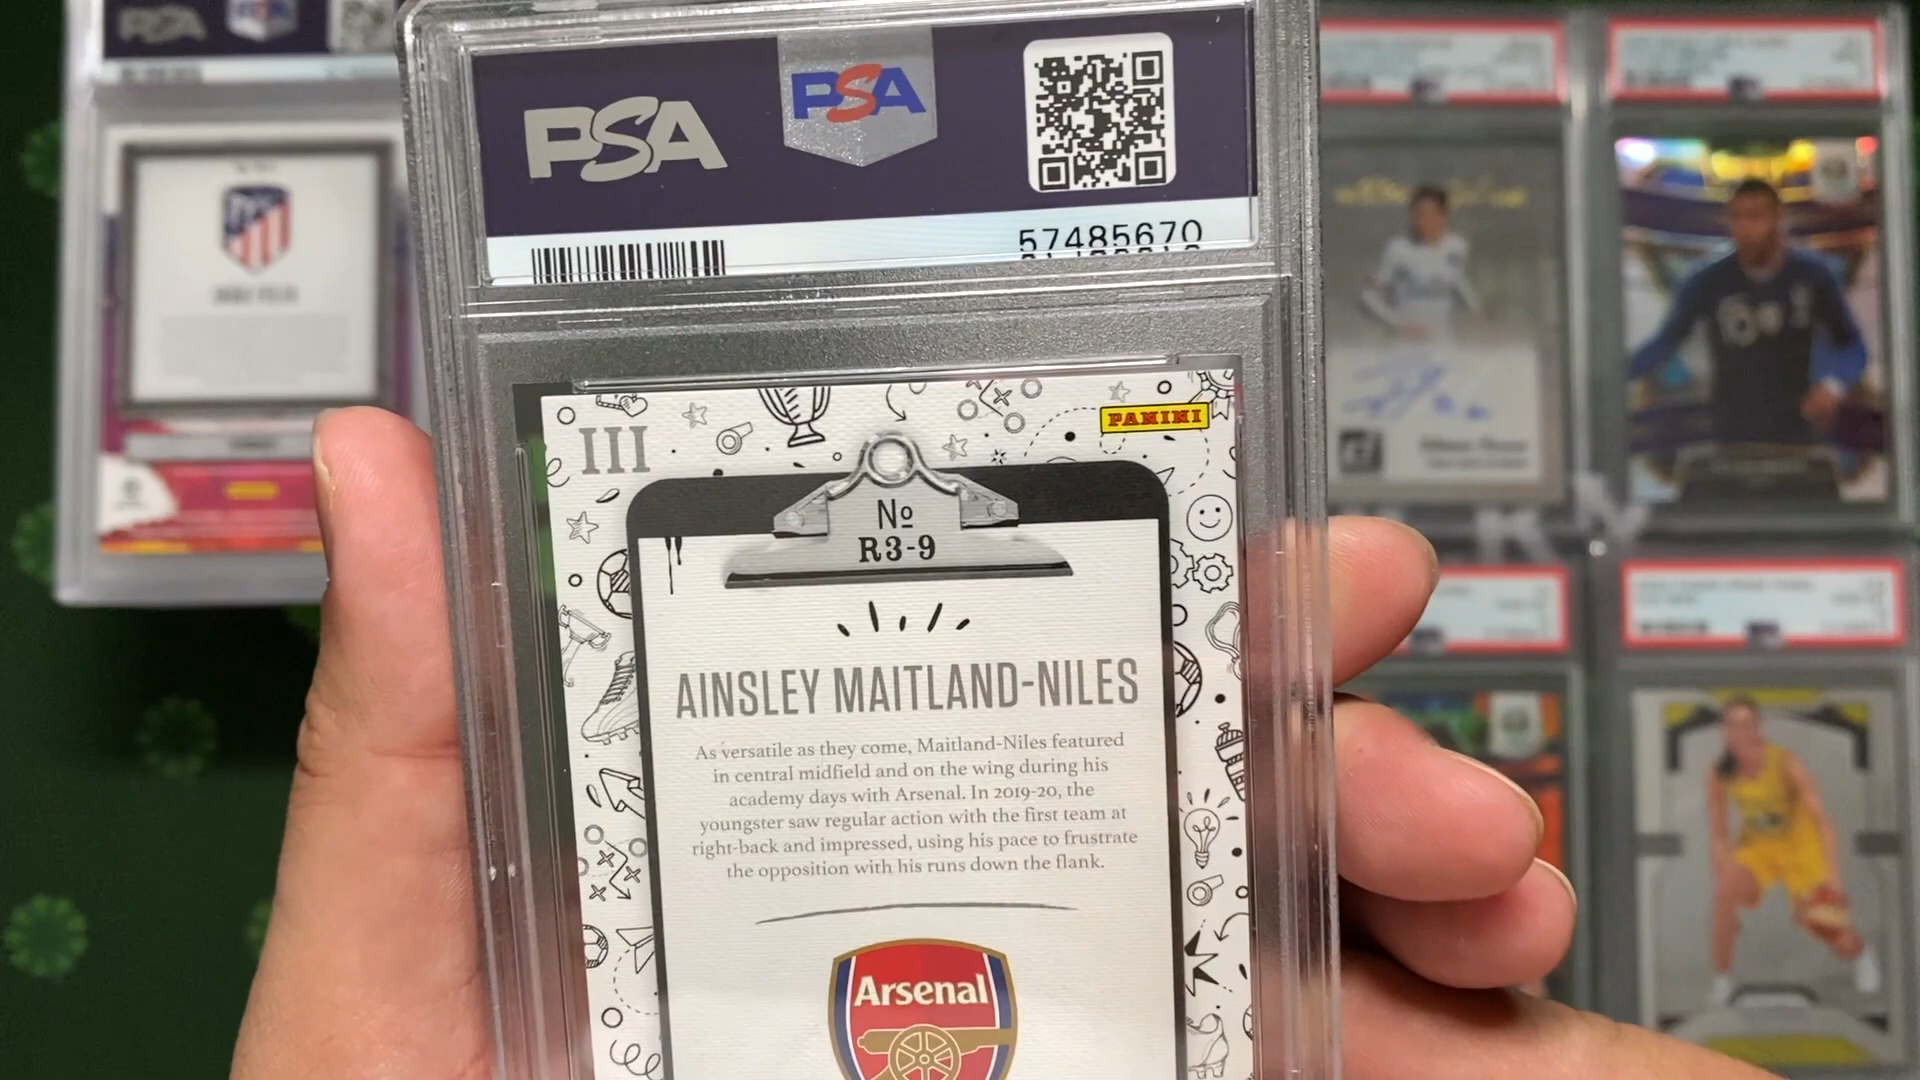 PSA
PSA
57485670
III
PANINI
No
R3-9
AINSLEY MAITLAND-NILES
As versatile as they come, Maitland-Niles featured
in central midfield and on the wing during his
academy days with Arsenal. In 2019-20, the
youngster saw regular action with the first team at
right-back and impressed, using his pace to frustrate
the opposition with his runs down the flank.
Arsenal
PSA